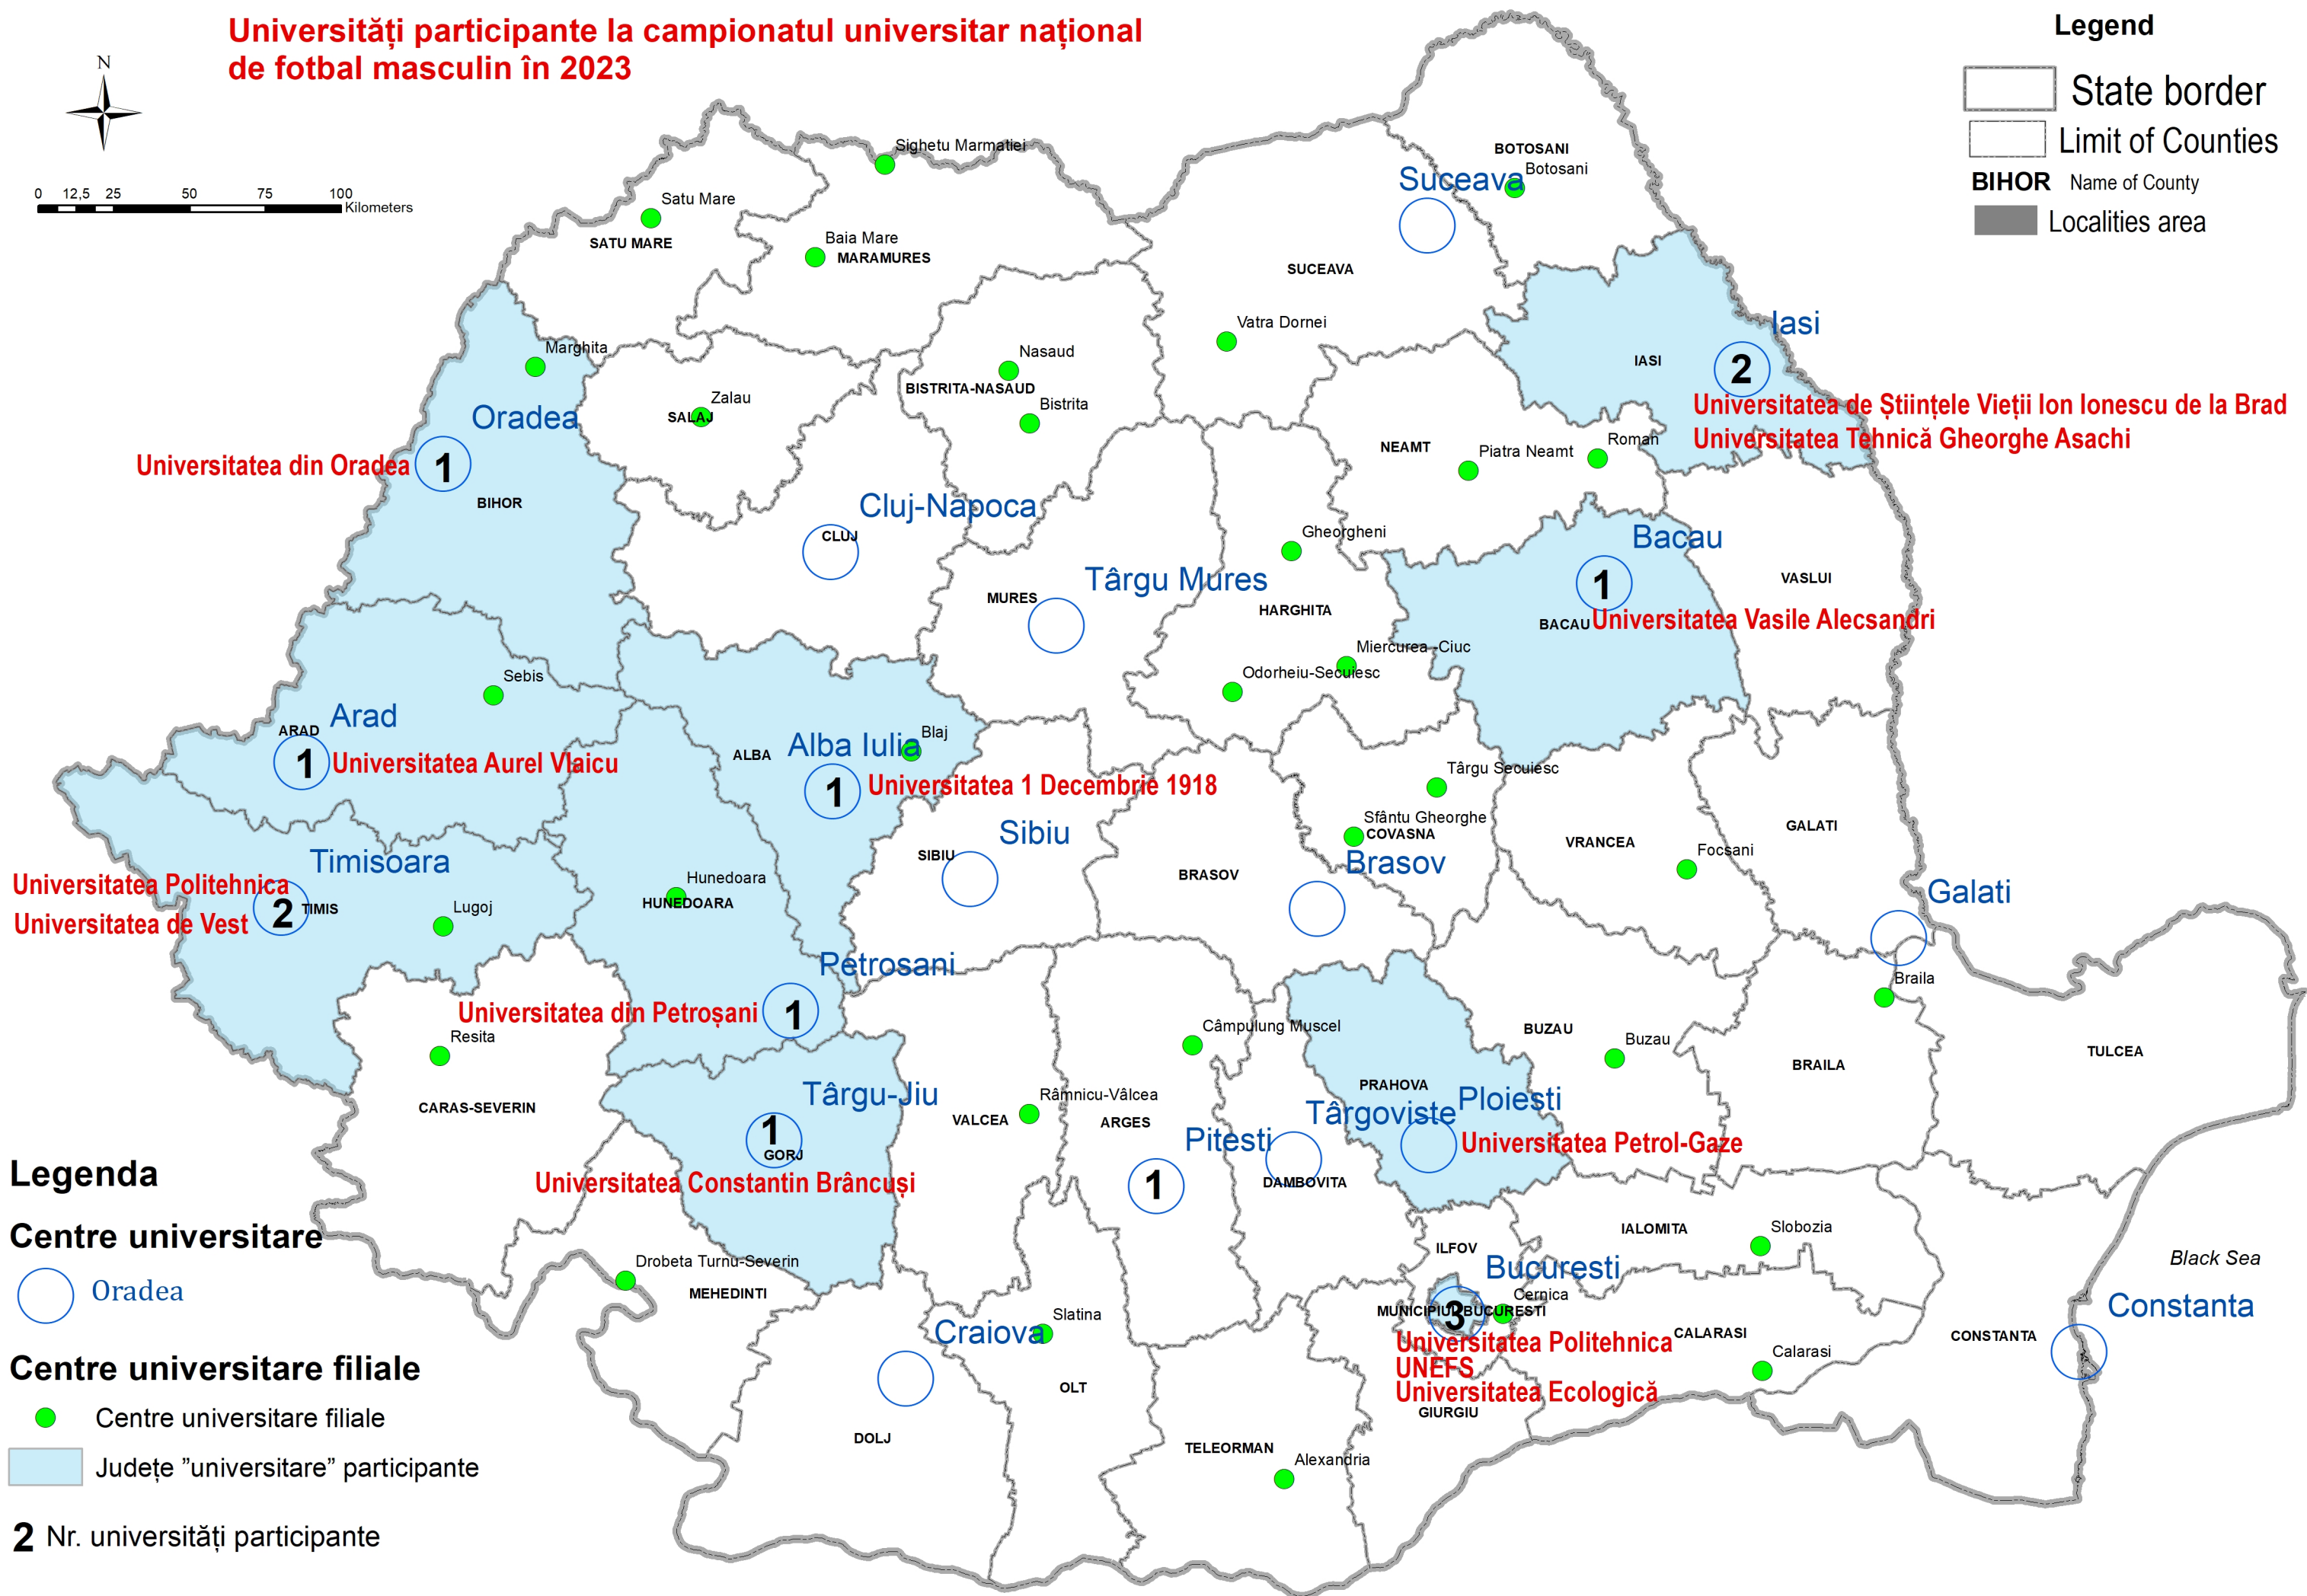 Universități participante la campionatul universitar național
de fotbal masculin în 2023
N
0 12,5 25 50 75 100
Kilometers
Legend
State border
Limit of Counties
BIHOR Name of County
Localities area
Sighetu Marmatiei
BOTOSANI
Botosani
Suceava
Satu Mare
SATU MARE
Baia Mare
MARAMURES
SUCEAVA
Vatra Dornei
Iasi
IASI
2
Universitatea de Științele Vieții Ion Ionescu de la Brad
Universitatea Tehnică Gheorghe Asachi
Marghita
Nasaud
BISTRITA-NASAUD
Bistrita
Zalau
SALAJ
Oradea
Universitatea din Oradea
1
BIHOR
NEAMT
Piatra Neamt
Roman
Cluj-Napoca
CLUJ
Gheorgheni
Bacau
1
BACAU
Universitatea Vasile Alecsandri
VASLUI
Târgu Mures
MURES
HARGHITA
Miercurea -Ciuc
Odorheiu-Secuiesc
Sebis
Arad
ARAD
1
Universitatea Aurel Vlaicu
ALBA
Alba Iulia
Blaj
1
Universitatea 1 Decembrie 1918
Târgu Secuiesc
Sfântu Gheorghe
COVASNA
Sibiu
SIBIU
Brasov
BRASOV
VRANCEA
Focsani
GALATI
Galati
Timisoara
Universitatea Politehnica
2
TIMIS
Universitatea de Vest
Lugoj
Hunedoara
HUNEDOARA
Petrosani
Universitatea din Petroșani
1
Resita
CARAS-SEVERIN
Braila
BRAILA
TULCEA
Câmpulung Muscel
BUZAU
Buzau
PRAHOVA
Ploiesti
Universitatea Petrol-Gaze
Târgoviste
DAMBOVITA
Târgu-Jiu
1
GORJ
Universitatea Constantin Brâncuși
VALCEA
Râmnicu-Vâlcea
ARGES
Pitesti
1
IALOMITA
Slobozia
ILFOV
Bucuresti
Cernica
MUNICIPIUL BUCURESTI
3
Universitatea Politehnica
UNEFS
Universitatea Ecologică
GIURGIU
CALARASI
Calarasi
Black Sea
Constanta
CONSTANTA
Drobeta Turnu-Severin
MEHEDINTI
Craiova
Slatina
OLT
DOLJ
TELEORMAN
Alexandria
Legenda
Centre universitare
Oradea
Centre universitare filiale
Centre universitare filiale
Județe ”universitare” participante
2 Nr. universități participante